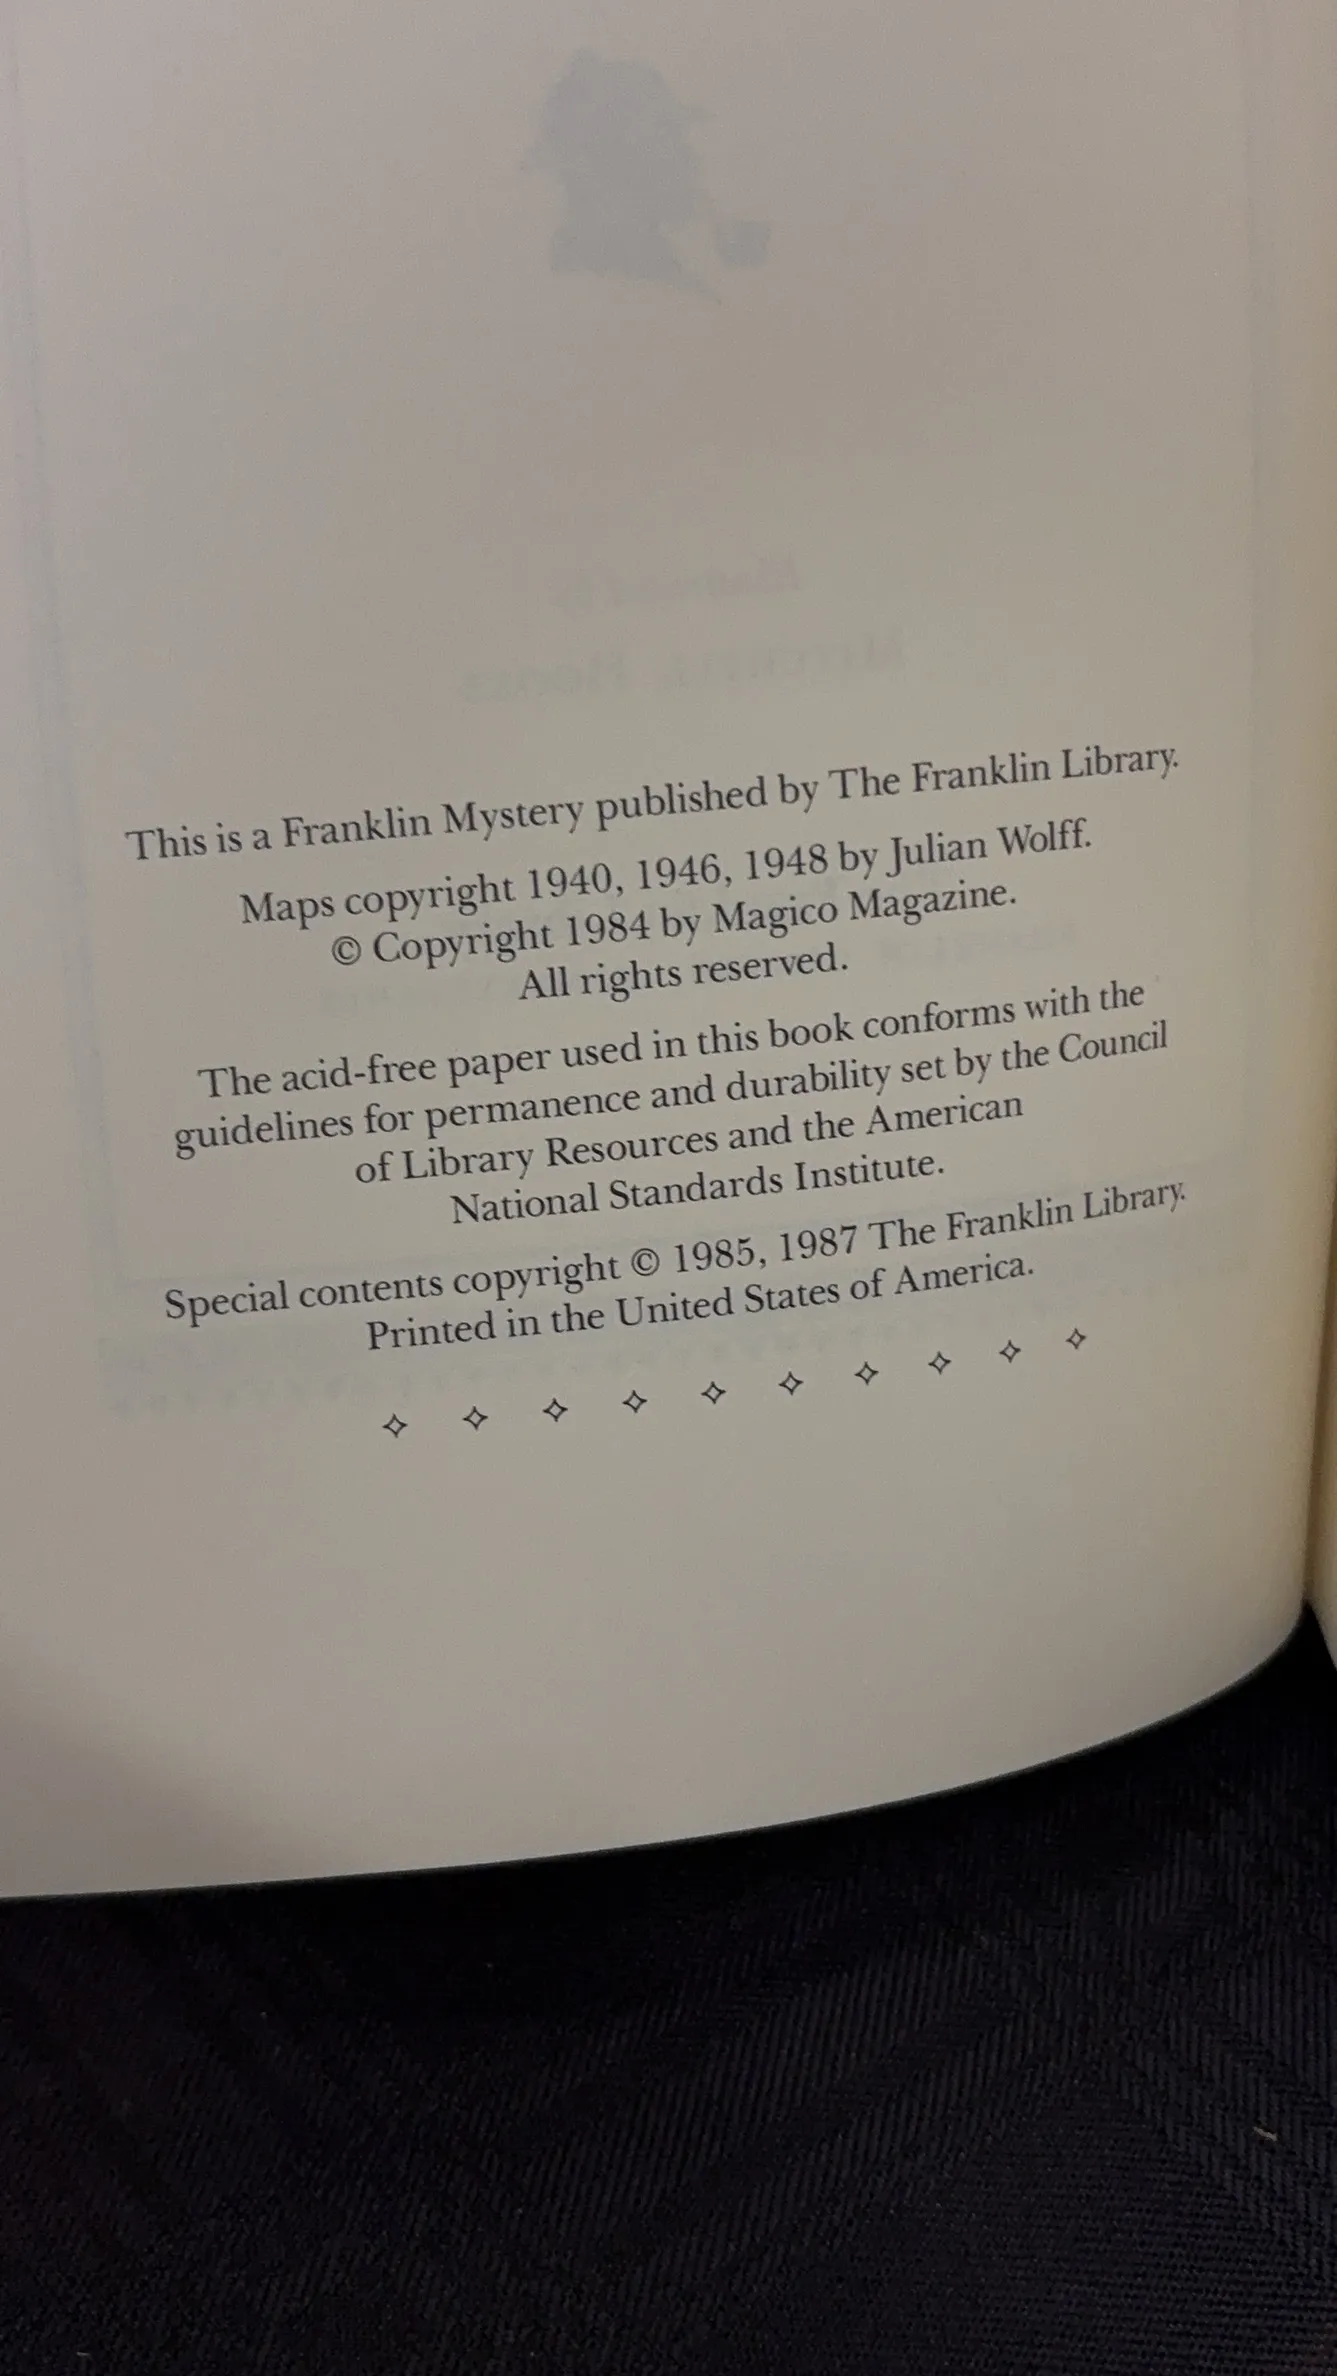 This is a Franklin Mystery published by The Franklin Library.
Maps copyright 1940, 1946, 1948 by Julian Wolff.
© Copyright 1984 by Magico Magazine.
All rights reserved.
The acid-free paper used in this book conforms with the
guidelines for permanence and durability set by the Council
of Library Resources and the American
National Standards Institute.
Special contents copyright © 1985, 1987 The Franklin Library.
Printed in the United States of America.